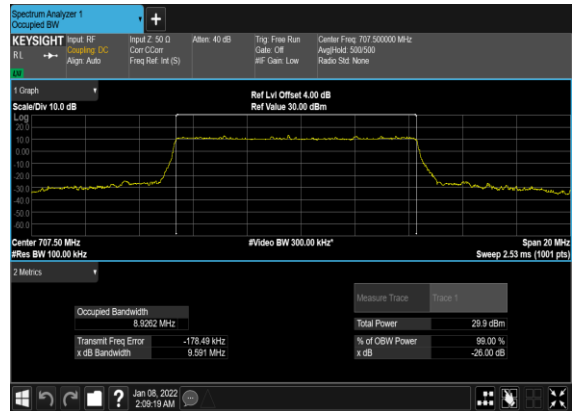 Spectrum Analyzer 1
Occupied BW
KEYSIGHT Input: RF Input Z: 50 Ω Atten: 40 dB Trig: Free Run Center Freq: 707.500000 MHz
Coupling: DC Corr CCorr Gate: Off Avg|Hold: 500/500
RL Align: Auto Freq Ref: Int (S) #IF Gain: Low Radio Std: None
1 Graph Ref Lvl Offset 4.00 dB
Scale/Div 10.0 dB Ref Value 30.00 dBm
Log
20.0
10.0
0.00
-10.0
-20.0
-30.0
-40.0
-50.0
-60.0
Center 707.50 MHz #Video BW 300.00 kHz* Span 20 MHz
#Res BW 100.00 kHz Sweep 2.53 ms (1001 pts)
2 Metrics
Measure Trace Trace 1
Occupied Bandwidth
8.9262 MHz Total Power 29.9 dBm
Transmit Freq Error -178.49 kHz % of OBW Power 99.00 %
x dB Bandwidth 9.591 MHz x dB -26.00 dB
Jan 08, 2022
2:09:19 AM